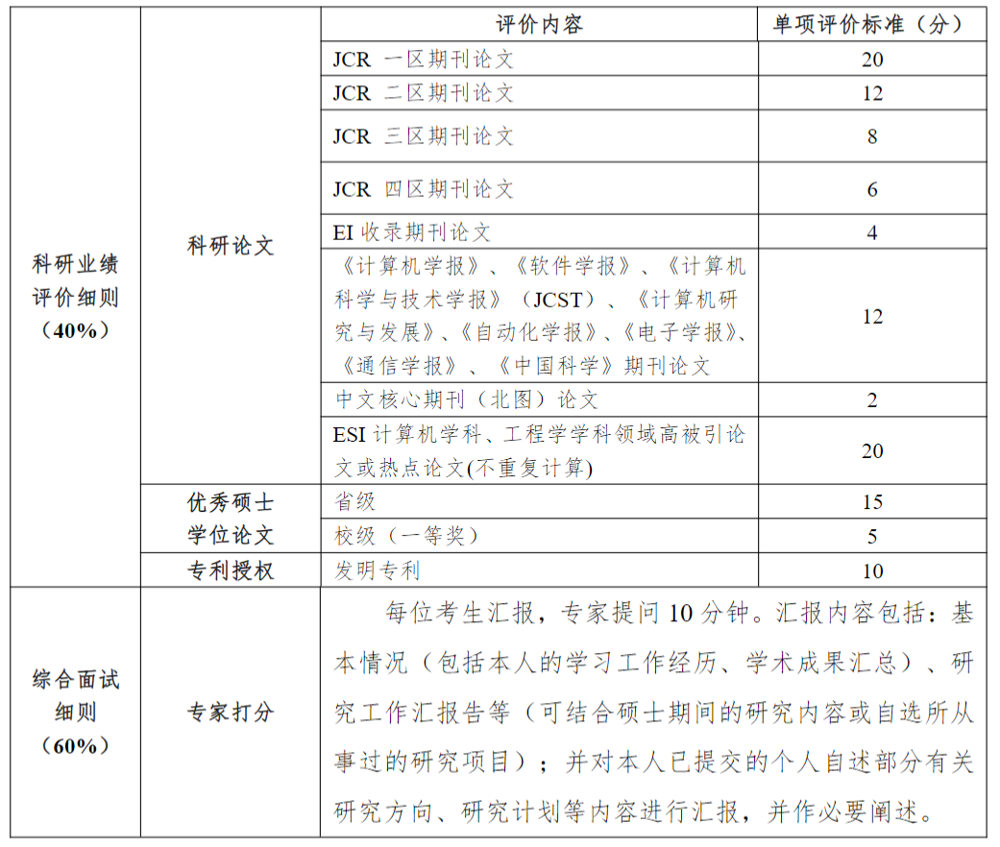 评价内容 单项评价标准（分）
JCR 一区期刊论文 20
JCR 二区期刊论文 12
JCR 三区期刊论文 8
JCR 四区期刊论文 6
EI 收录期刊论文 4
《计算机学报》、《软件学报》、《计算机
科学与技术学报》（JCST）、《计算机研
究与发展》、《自动化学报》、《电子学报》、
《通信学报》、《中国科学》期刊论文
12
中文核心期刊（北图）论文 2
ESI 计算机学科、工程学学科领域高被引论
文或热点论文(不重复计算)
20
科研论文
科研业绩
评价细则
（40%）
优秀硕士
学位论文
省级 15
校级（一等奖） 5
专利授权 发明专利 10
综合面试
细则
（60%）
专家打分
每位考生汇报，专家提问 10 分钟。汇报内容包括：基
本情况（包括本人的学习工作经历、学术成果汇总）、研
究工作汇报告等（可结合硕士期间的研究内容或自选所从
事过的研究项目）；并对本人已提交的个人自述部分有关
研究方向、研究计划等内容进行汇报，并作必要阐述。